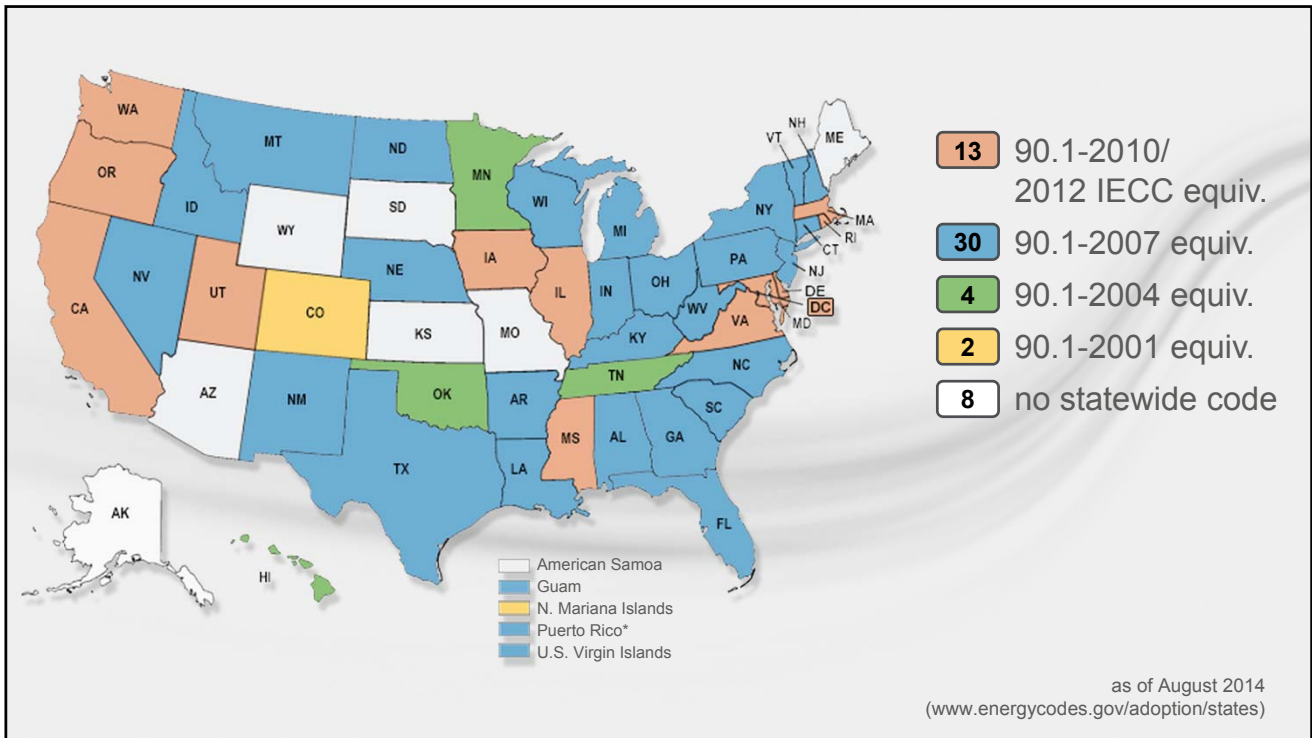 WA
OR
CA
ID
NV
UT
AZ
MT
WY
CO
NM
ND
SD
NE
KS
OK
TX
MN
IA
MO
AR
LA
WI
IL
MS
MI
IN
KY
TN
AL
OH
WV
VA
NC
SC
GA
FL
PA
NY
VT
NH
ME
MA
RI
CT
NJ
DE
DC
MD
AK
HI
American Samoa
Guam
N. Mariana Islands
Puerto Rico*
U.S. Virgin Islands
13 90.1-2010/
2012 IECC equiv.
30 90.1-2007 equiv.
4 90.1-2004 equiv.
2 90.1-2001 equiv.
8 no statewide code
as of August 2014
(www.energycodes.gov/adoption/states)